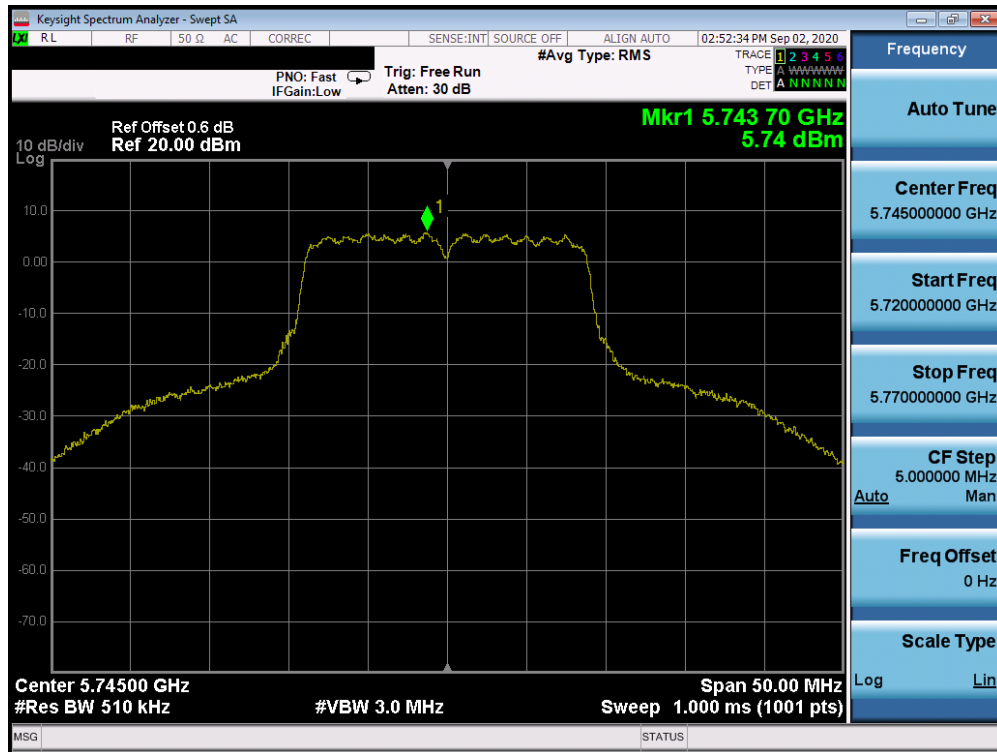 Keysight Spectrum Analyzer - Swept SA
LXI RL RF 50 Ω AC CORREC SENSE:INT SOURCE OFF ALIGN AUTO 02:52:34 PM Sep 02, 2020
#Avg Type: RMS
TRACE 1 2 3 4 5 6
PNO: Fast Trig: Free Run
TYPE A WWWWW
IFGain:Low Atten: 30 dB
DET A N N N N N
Mkr1 5.743 70 GHz
5.74 dBm
Ref Offset 0.6 dB
10 dB/div Ref 20.00 dBm
Log
1
10.0
0.00
-10.0
-20.0
-30.0
-40.0
-50.0
-60.0
-70.0
Center 5.74500 GHz Span 50.00 MHz
#Res BW 510 kHz #VBW 3.0 MHz Sweep 1.000 ms (1001 pts)
MSG STATUS
Frequency
Auto Tune
Center Freq
5.745000000 GHz
Start Freq
5.720000000 GHz
Stop Freq
5.770000000 GHz
CF Step
5.000000 MHz
Auto Man
Freq Offset
0 Hz
Scale Type
Log Lin